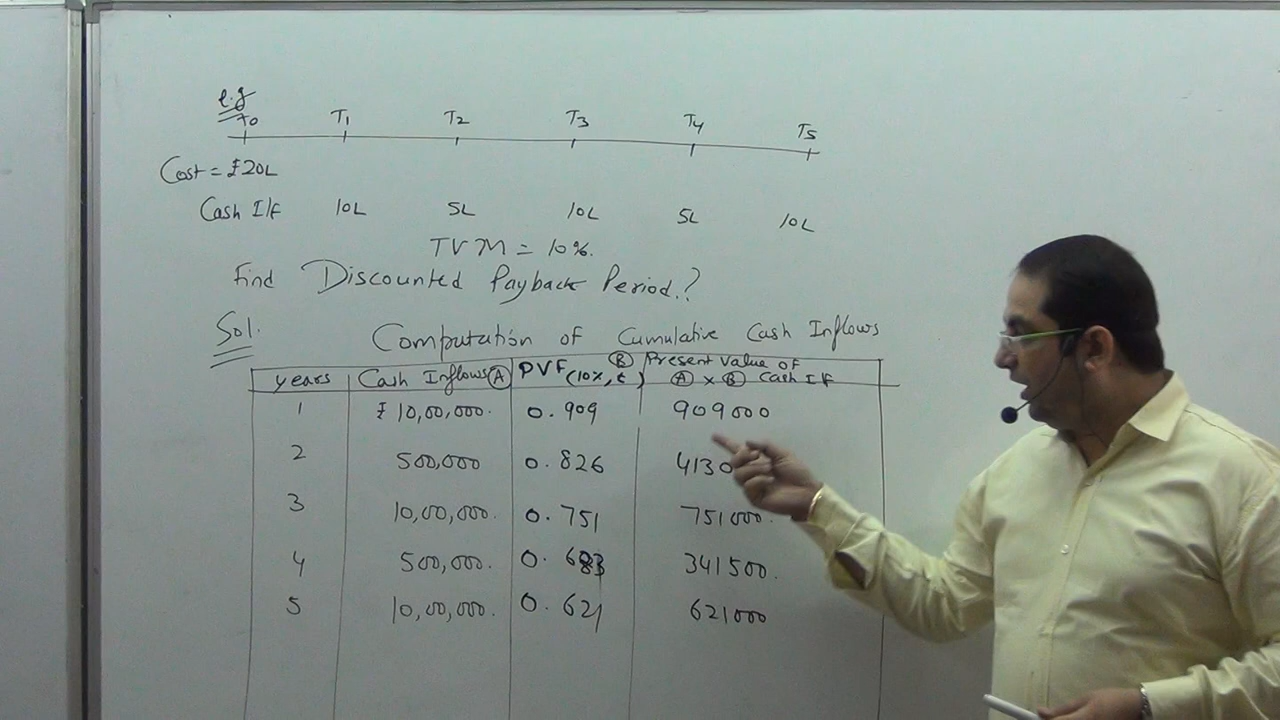 e.g
T0 T1 T2 T3 T4 T5
Cost = ₹20L
Cash I/F 10L 5L 10L 5L 10L
TVM = 10%.
Find Discounted Payback Period.?
Sol. Computation of Cumulative Cash Inflows
years Cash Inflows Ⓐ PVF(10%, t) Ⓑ Present Value of Ⓐ × Ⓑ Cash I/F
1 ₹ 10,00,000. 0.909 909000
2 500,000 0.826 4130
3 10,00,000. 0.751 751000.
4 500,000. 0.683 341500.
5 10,00,000. 0.621 621000